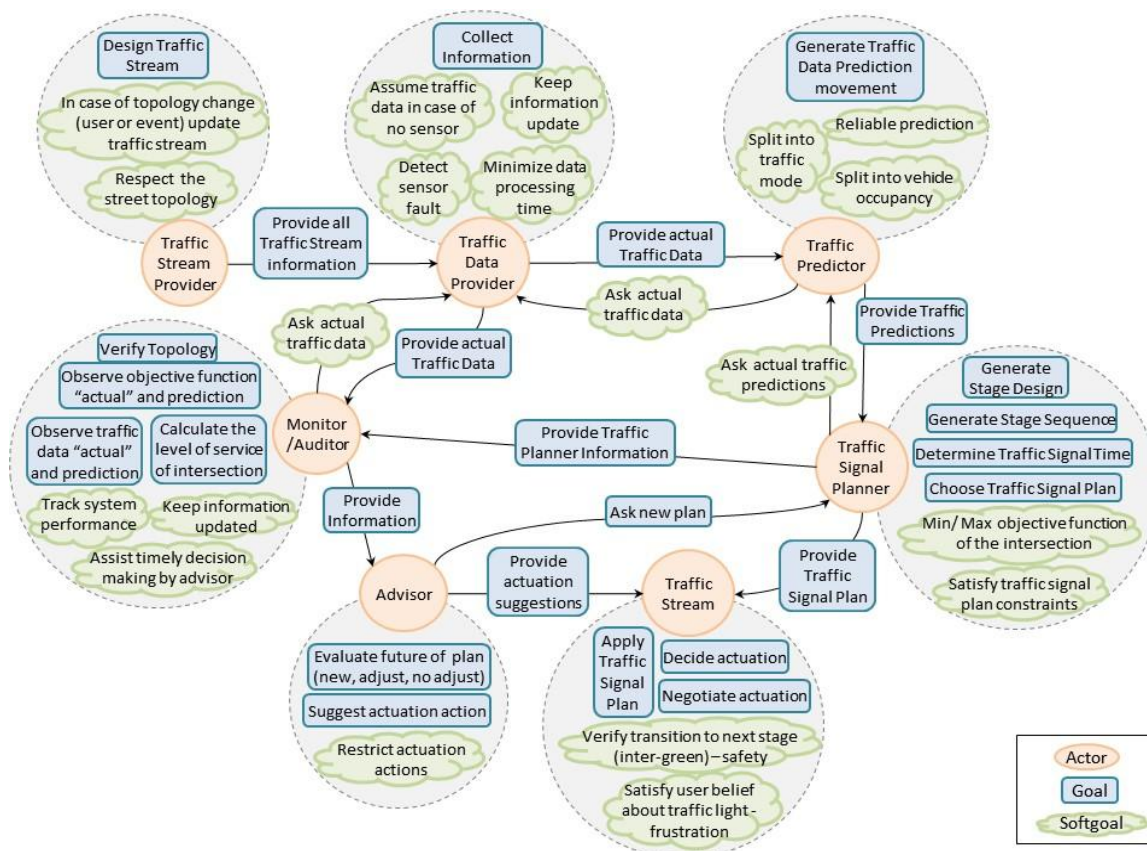 Design Traffic
Stream
In case of topology change
(user or event) update
traffic stream
Respect the
street topology
Traffic
Stream
Provider
Provide all
Traffic Stream
information
Collect
Information
Assume traffic
data in case of
no sensor
Keep
information
update
Detect
sensor
fault
Minimize data
processing
time
Traffic
Data
Provider
Provide actual
Traffic Data
Ask actual
traffic data
Generate Traffic
Data Prediction
movement
Reliable prediction
Split into
traffic
mode
Split into vehide
occupancy
Traffic
Predictor
Ask actual
traffic data
Provide actual
Traffic Data
Provide Traffic
Predictions
Ask actual traffic
predictions
Verify Topology
Observe objective function
“actual” and prediction
Observe traffic
data “actual”
and prediction
Calculate the
level of service
of intersection
Track system
performance
Keep information
updated
Assist timely decision
making by advisor
Monitor
/Auditor
Provide Traffic
Planner Information
Traffic
Signal
Planner
Generate
Stage Design
Generate Stage Sequence
Determine Traffic Signal Time
Choose Traffic Signal Plan
Min/ Max objective function
of the intersection
Satisfy traffic signal
plan constraints
Provide
Information
Ask new plan
Advisor
Provide
actuation
suggestions
Traffic
Stream
Provide
Traffic
Signal Plan
Evaluate future of plan
(new, adjust, no adjust)
Suggest actuation action
Restrict actuation
actions
Apply
Traffic
Signal
Plan
Decide actuation
Negotiate actuation
Verify transition to next stage
(inter-green) – safety
Satisfy user belief
about traffic light -
frustration
Actor
Goal
Softgoal